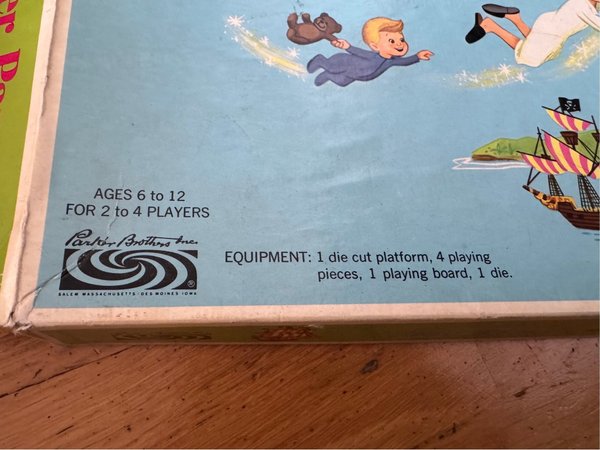 AGES 6 to 12
FOR 2 to 4 PLAYERS
Parker Brothers Inc.
®
SALEM MASSACHUSETTS · DES MOINES IOWA
EQUIPMENT: 1 die cut platform, 4 playing
pieces, 1 playing board, 1 die.